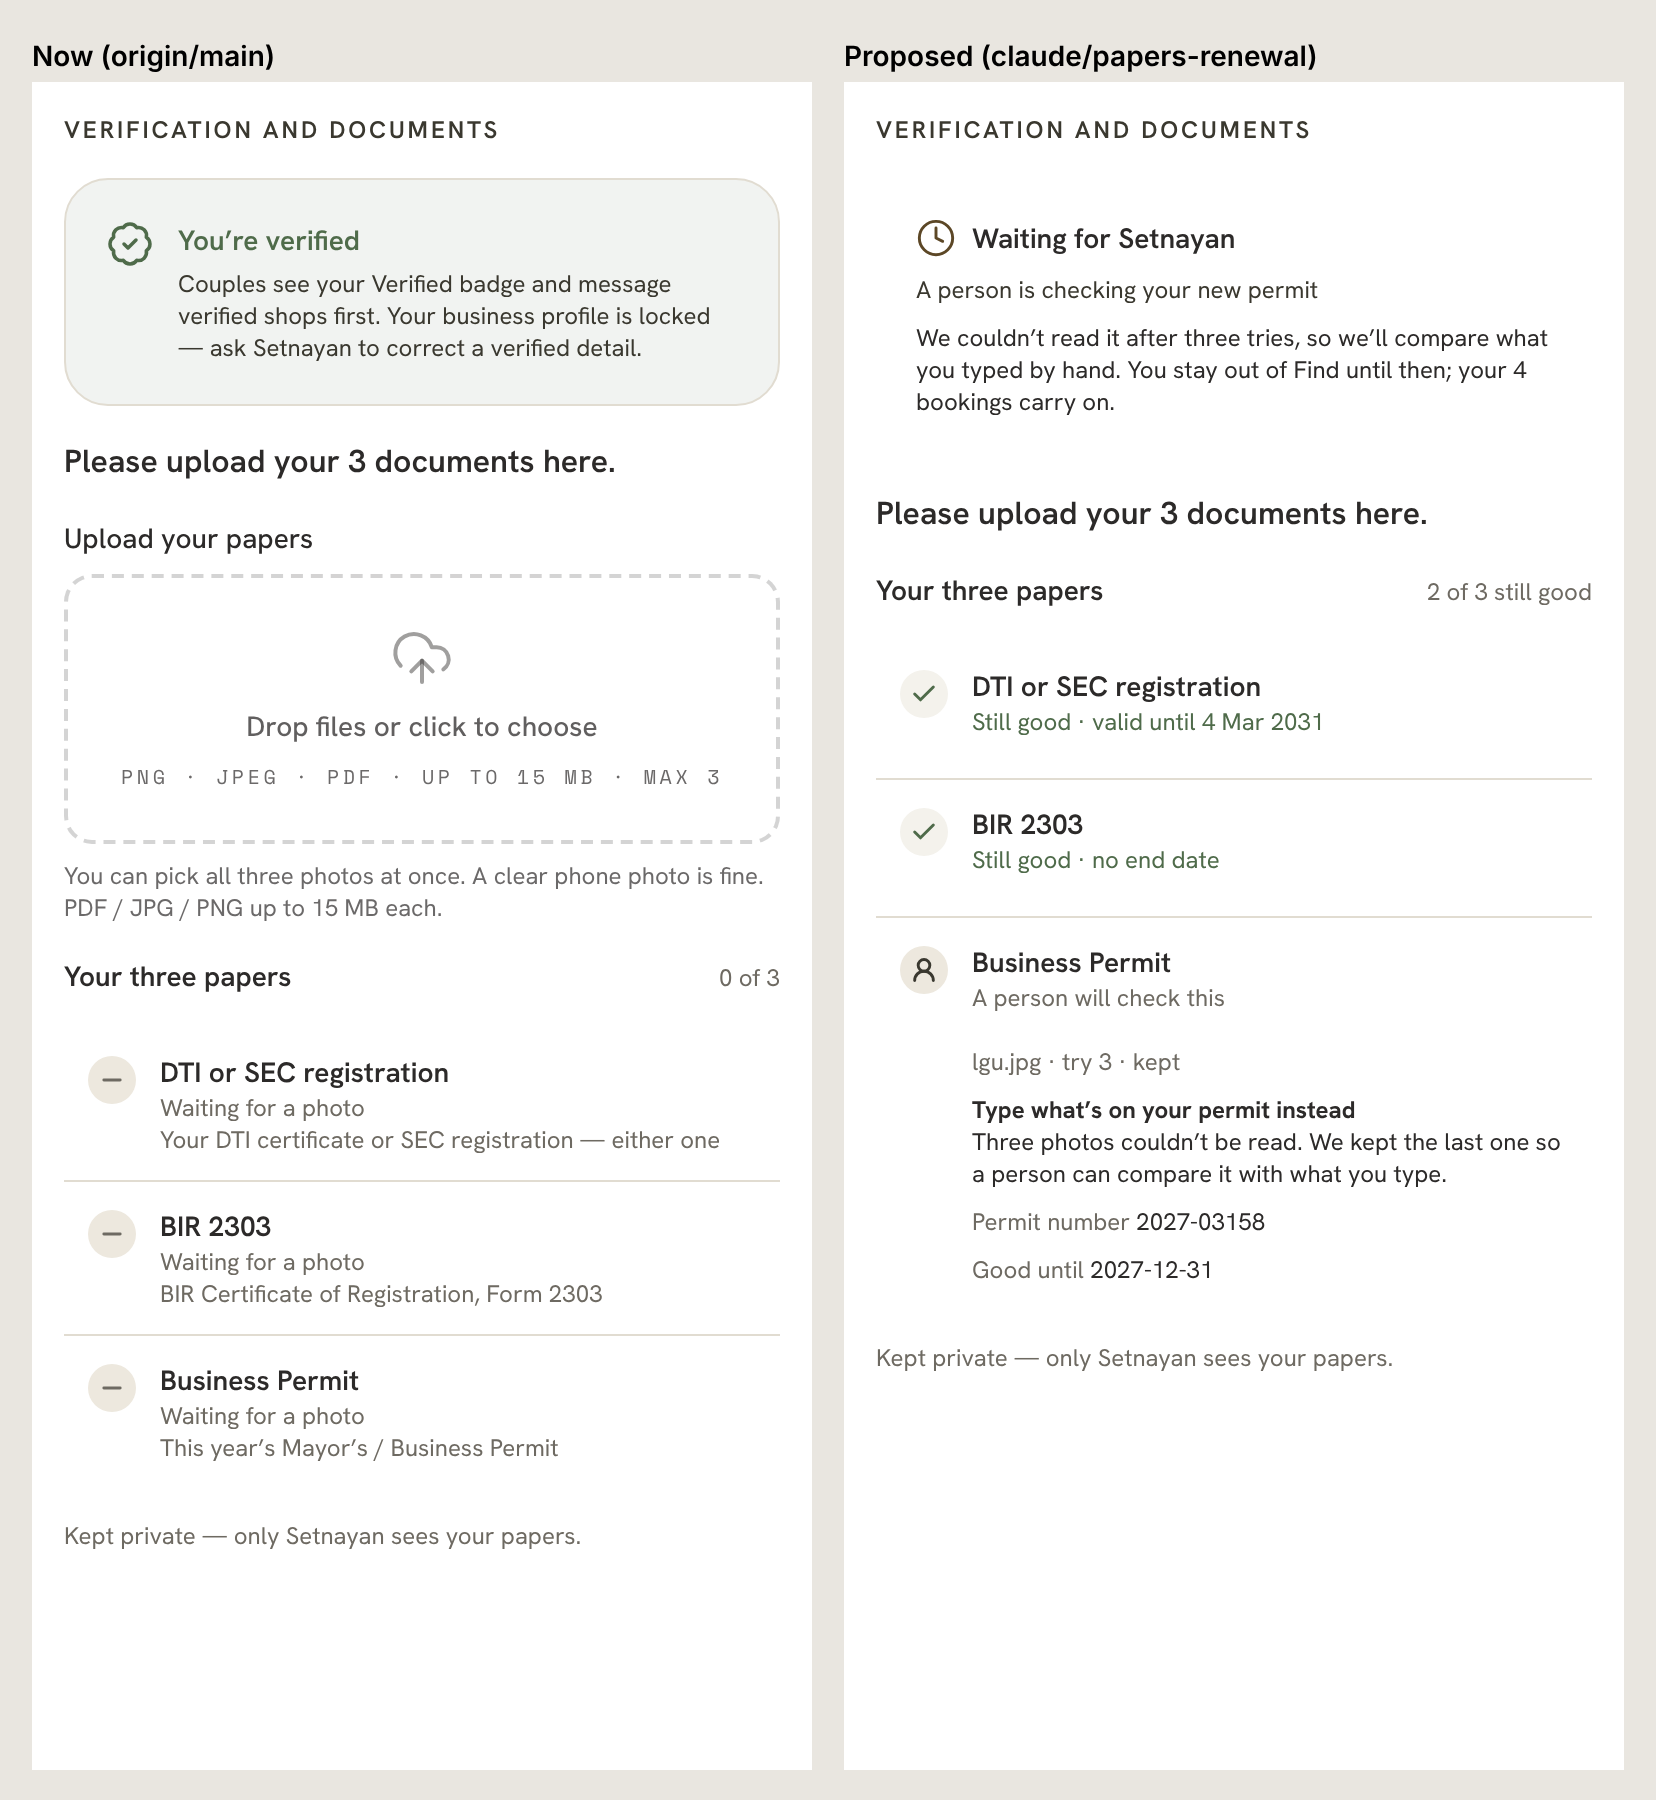 Now (origin/main)
VERIFICATION AND DOCUMENTS
You’re verified
Couples see your Verified badge and message
verified shops first. Your business profile is locked
— ask Setnayan to correct a verified detail.
Please upload your 3 documents here.
Upload your papers
Drop files or click to choose
PNG · JPEG · PDF · UP TO 15 MB · MAX 3
You can pick all three photos at once. A clear phone photo is fine.
PDF / JPG / PNG up to 15 MB each.
Your three papers
0 of 3
DTI or SEC registration
Waiting for a photo
Your DTI certificate or SEC registration — either one
BIR 2303
Waiting for a photo
BIR Certificate of Registration, Form 2303
Business Permit
Waiting for a photo
This year’s Mayor’s / Business Permit
Kept private — only Setnayan sees your papers.
Proposed (claude/papers-renewal)
VERIFICATION AND DOCUMENTS
Waiting for Setnayan
A person is checking your new permit
We couldn’t read it after three tries, so we’ll compare what
you typed by hand. You stay out of Find until then; your 4
bookings carry on.
Please upload your 3 documents here.
Your three papers
2 of 3 still good
DTI or SEC registration
Still good · valid until 4 Mar 2031
BIR 2303
Still good · no end date
Business Permit
A person will check this
lgu.jpg · try 3 · kept
Type what’s on your permit instead
Three photos couldn’t be read. We kept the last one so
a person can compare it with what you type.
Permit number 2027-03158
Good until 2027-12-31
Kept private — only Setnayan sees your papers.